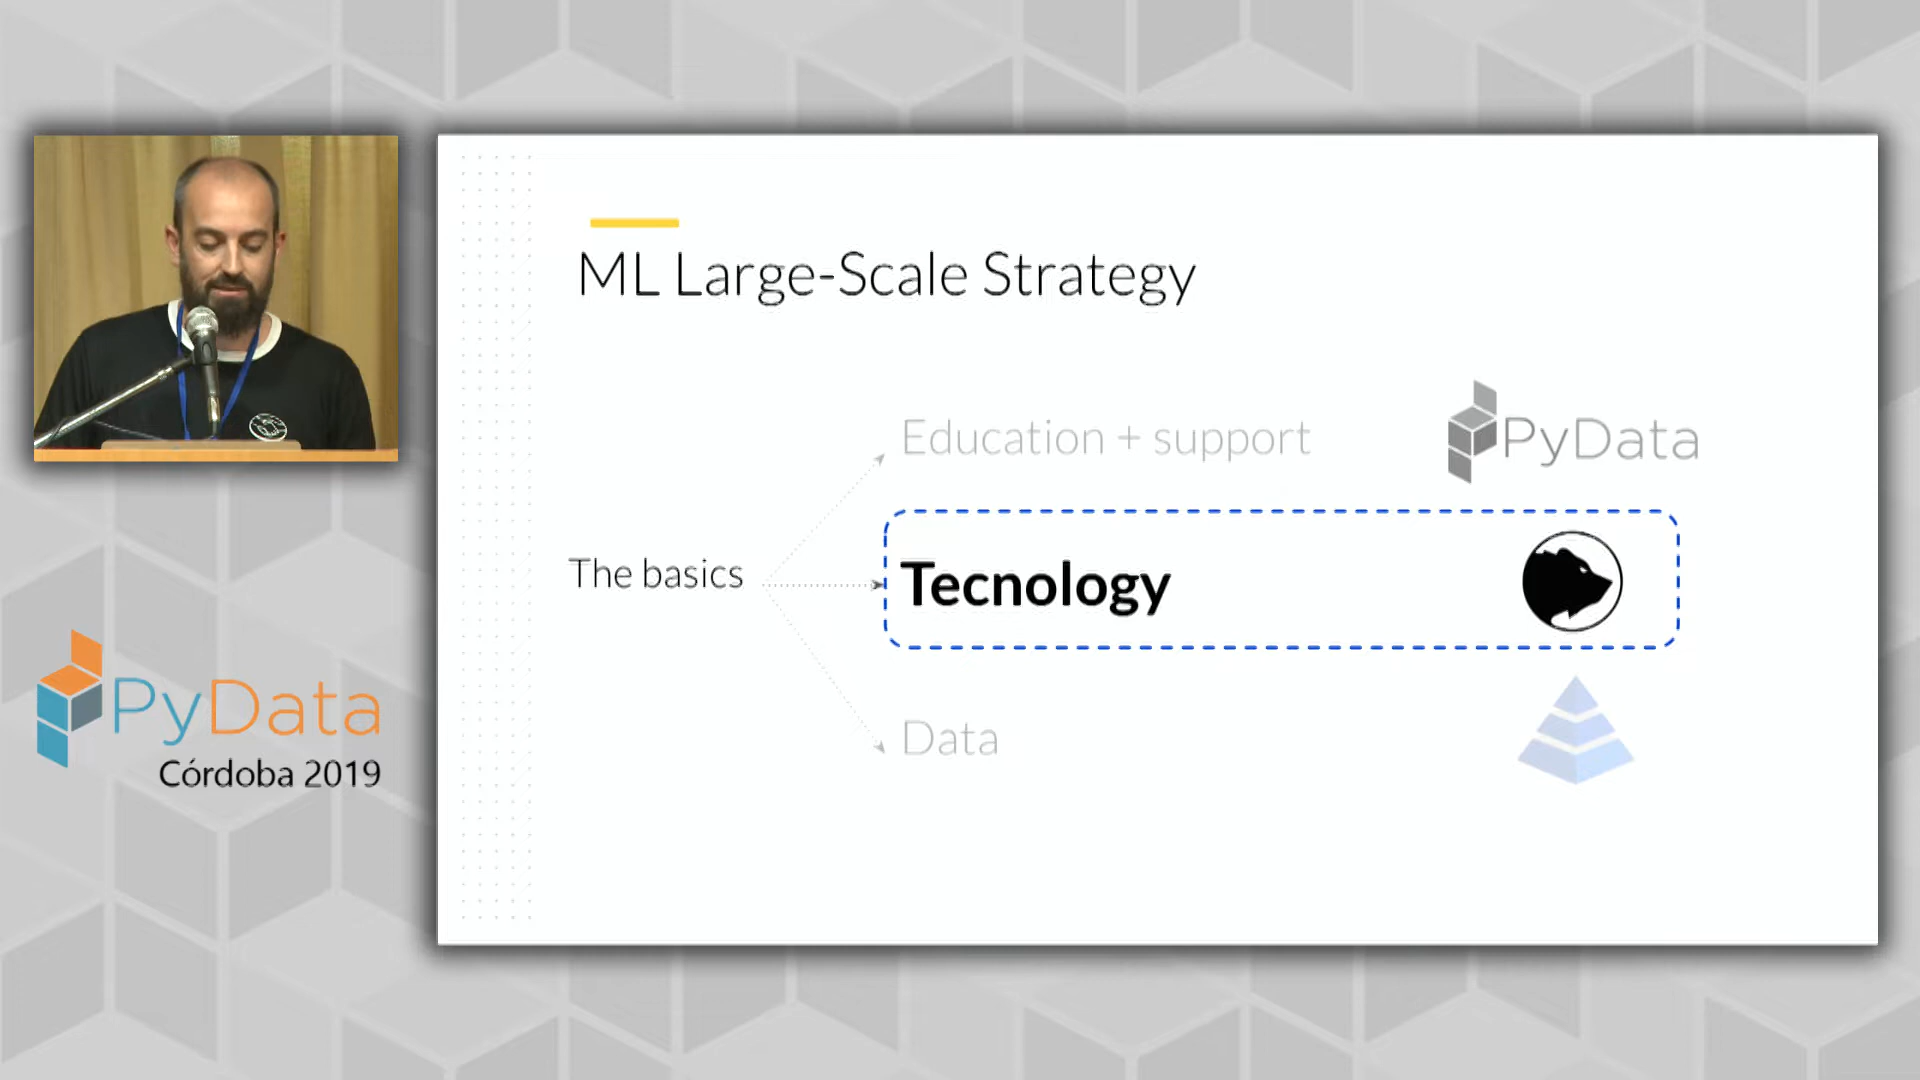 ML Large-Scale Strategy
Education + support
PyData
The basics
Tecnology
Data
PyData
Córdoba 2019